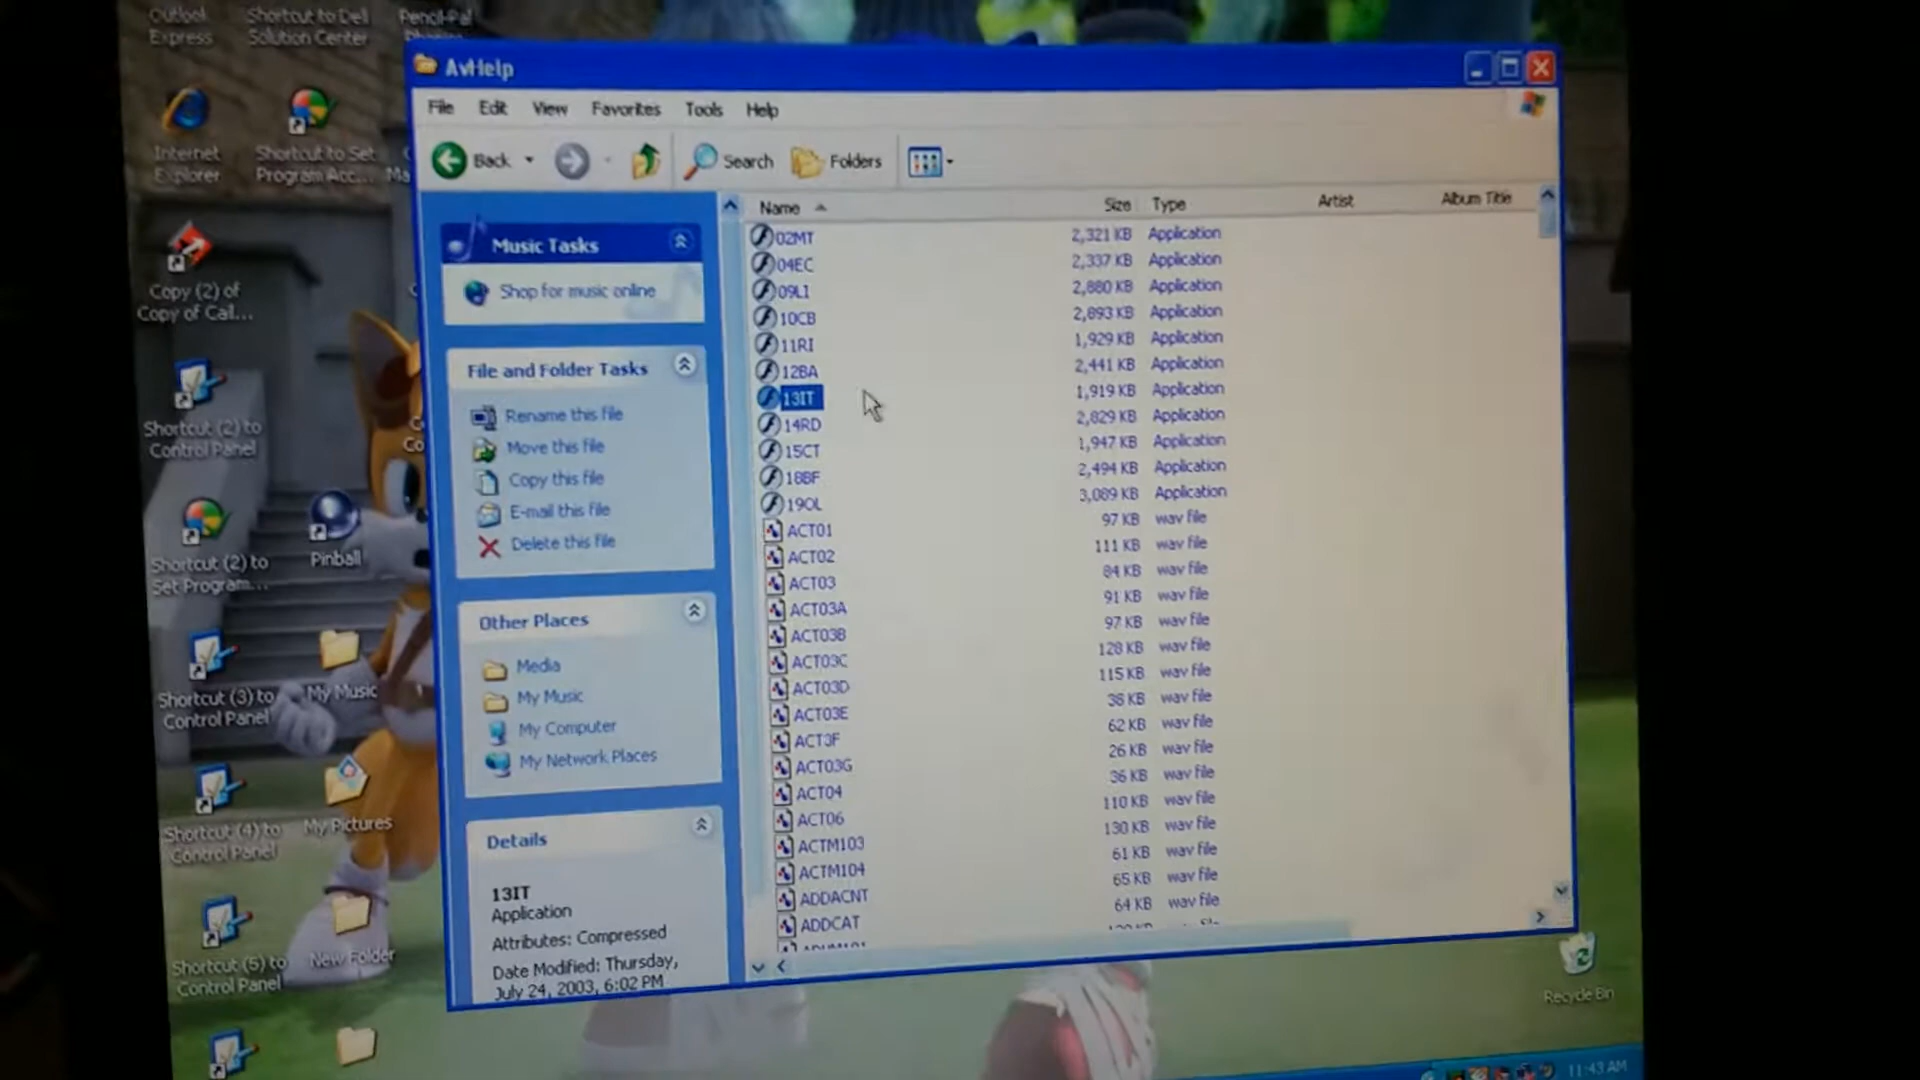 Outlook Express
Shortcut to Dell Solution Center
Pencil-Pal
Internet Explorer
Shortcut to Set Program Acc...
Ma
Copy (2) of Copy of Call...
Shortcut (2) to Control Panel
Co
Shortcut (2) to Set Program...
Pinball
Shortcut (3) to Control Panel
My Music
Shortcut (4) to Control Panel
My Pictures
Shortcut (5) to Control Panel
New Folder
AvHelp
File Edit View Favorites Tools Help
Back Search Folders
Music Tasks
Shop for music online
File and Folder Tasks
Rename this file
Move this file
Copy this file
E-mail this file
Delete this file
Other Places
Media
My Music
My Computer
My Network Places
Details
13IT
Application
Attributes: Compressed
Date Modified: Thursday,
July 24, 2003, 6:02 PM
Name Size Type Artist Album Title
02MT 2,321 KB Application
04EC 2,337 KB Application
09LI 2,880 KB Application
10CB 2,893 KB Application
11RI 1,929 KB Application
12BA 2,441 KB Application
13IT 1,919 KB Application
14RD 2,829 KB Application
15CT 1,947 KB Application
18BF 2,494 KB Application
19OL 3,089 KB Application
ACT01 97 KB wav file
ACT02 111 KB wav file
ACT03 84 KB wav file
ACT03A 91 KB wav file
ACT03B 97 KB wav file
ACT03C 128 KB wav file
ACT03D 115 KB wav file
ACT03E 38 KB wav file
ACT3F 62 KB wav file
ACT03G 26 KB wav file
ACT04 36 KB wav file
ACT06 110 KB wav file
ACTM103 130 KB wav file
ACTM104 61 KB wav file
ADDACNT 65 KB wav file
ADDCAT 64 KB wav file
Recycle Bin
11:43 AM